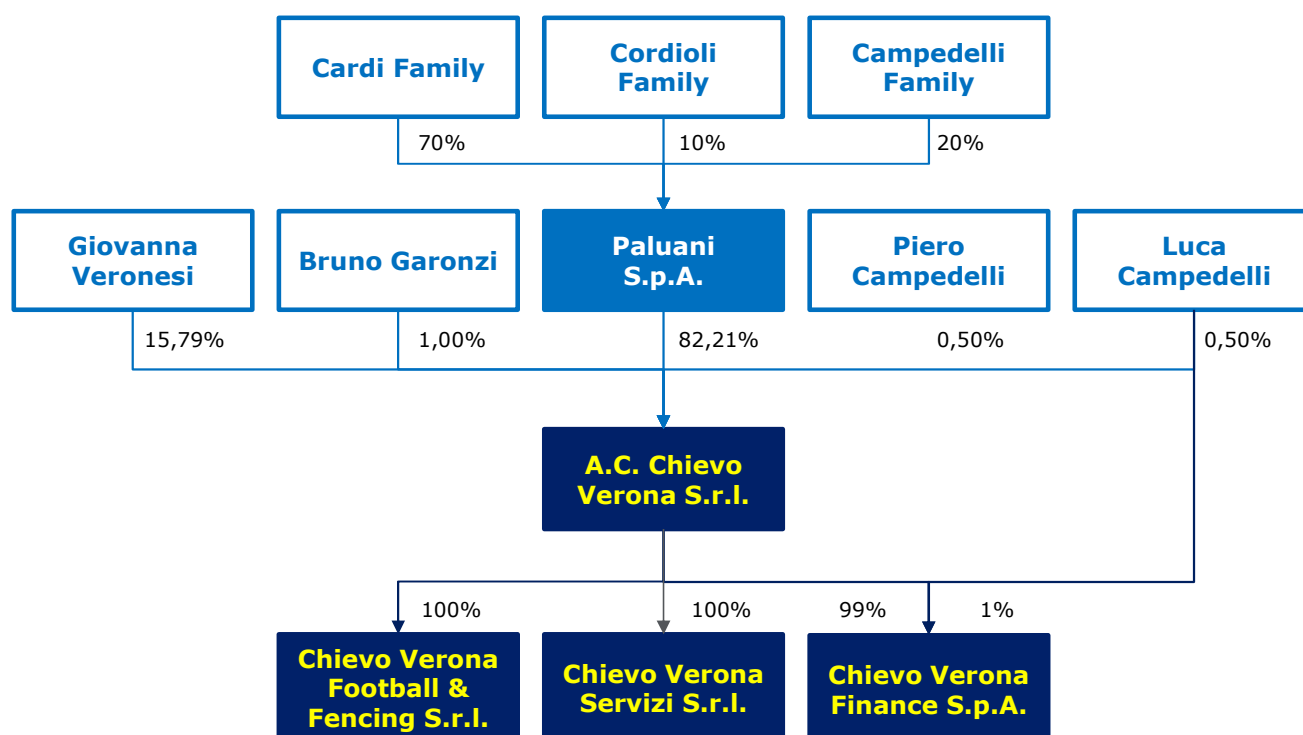 Cardi Family
Cordioli
Family
Campedelli
Family
70%
10%
20%
Giovanna
Veronesi
Bruno Garonzi
Paluani
S.p.A.
Piero
Campedelli
Luca
Campedelli
15,79%
1,00%
82,21%
0,50%
0,50%
A.C. Chievo
Verona S.r.l.
100%
100%
99%
1%
Chievo Verona
Football &
Fencing S.r.l.
Chievo Verona
Servizi S.r.l.
Chievo Verona
Finance S.p.A.